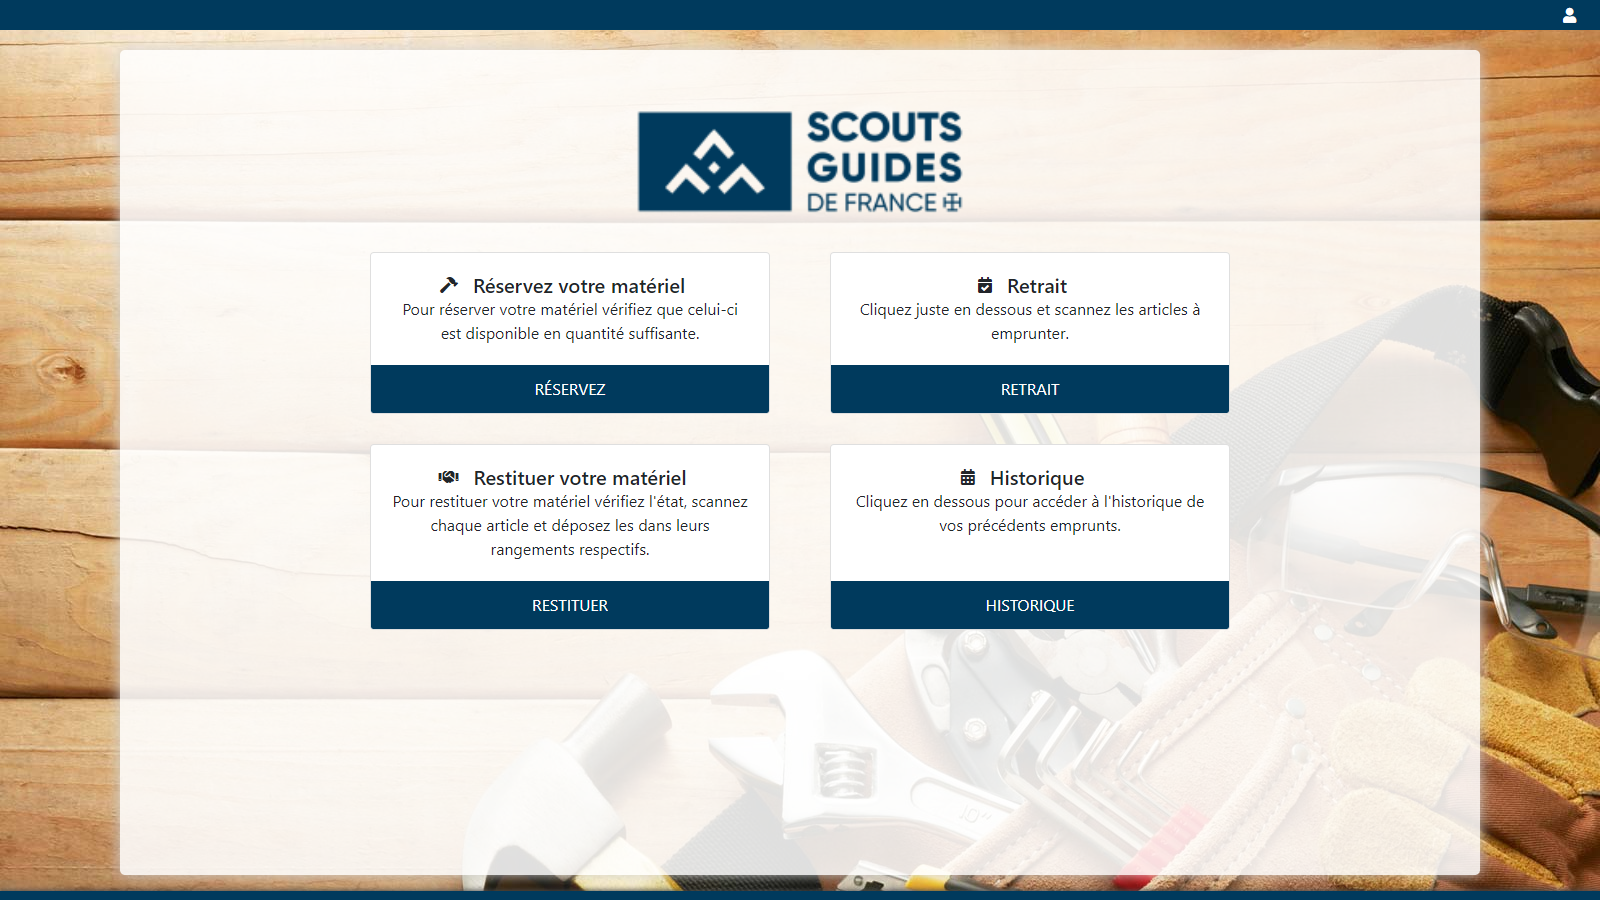 SCOUTS
GUIDES
DE FRANCE
Réservez votre matériel
Pour réserver votre matériel vérifiez que celui-ci
est disponible en quantité suffisante.
RÉSERVEZ
Retrait
Cliquez juste en dessous et scannez les articles à
emprunter.
RETRAIT
Restituer votre matériel
Pour restituer votre matériel vérifiez l'état, scannez
chaque article et déposez les dans leurs
rangements respectifs.
RESTITUER
Historique
Cliquez en dessous pour accéder à l'historique de
vos précédents emprunts.
HISTORIQUE
10"